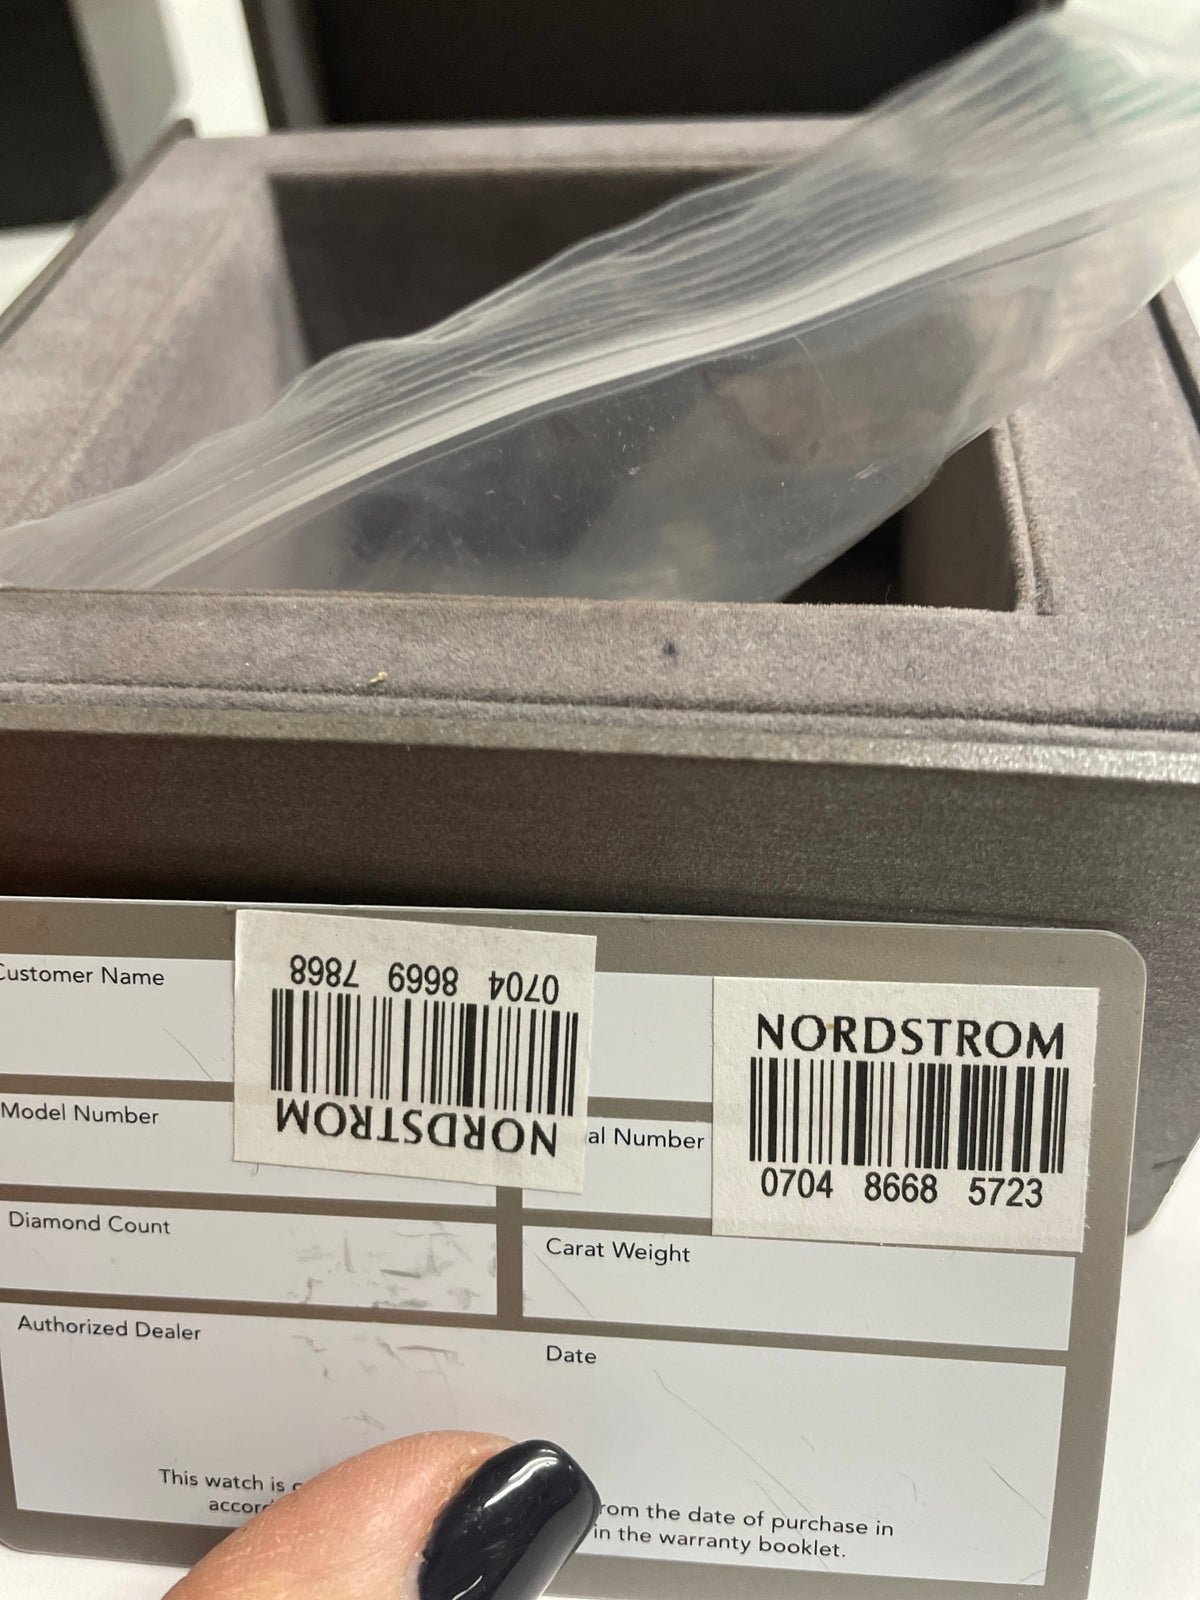 Customer Name
0704 8669 7868
NORDSTROM
NORDSTROM
0704 8668 5723
Model Number
al Number
Diamond Count
Carat Weight
Authorized Dealer
Date
This watch is
rom the date of purchase in
accord
in the warranty booklet.